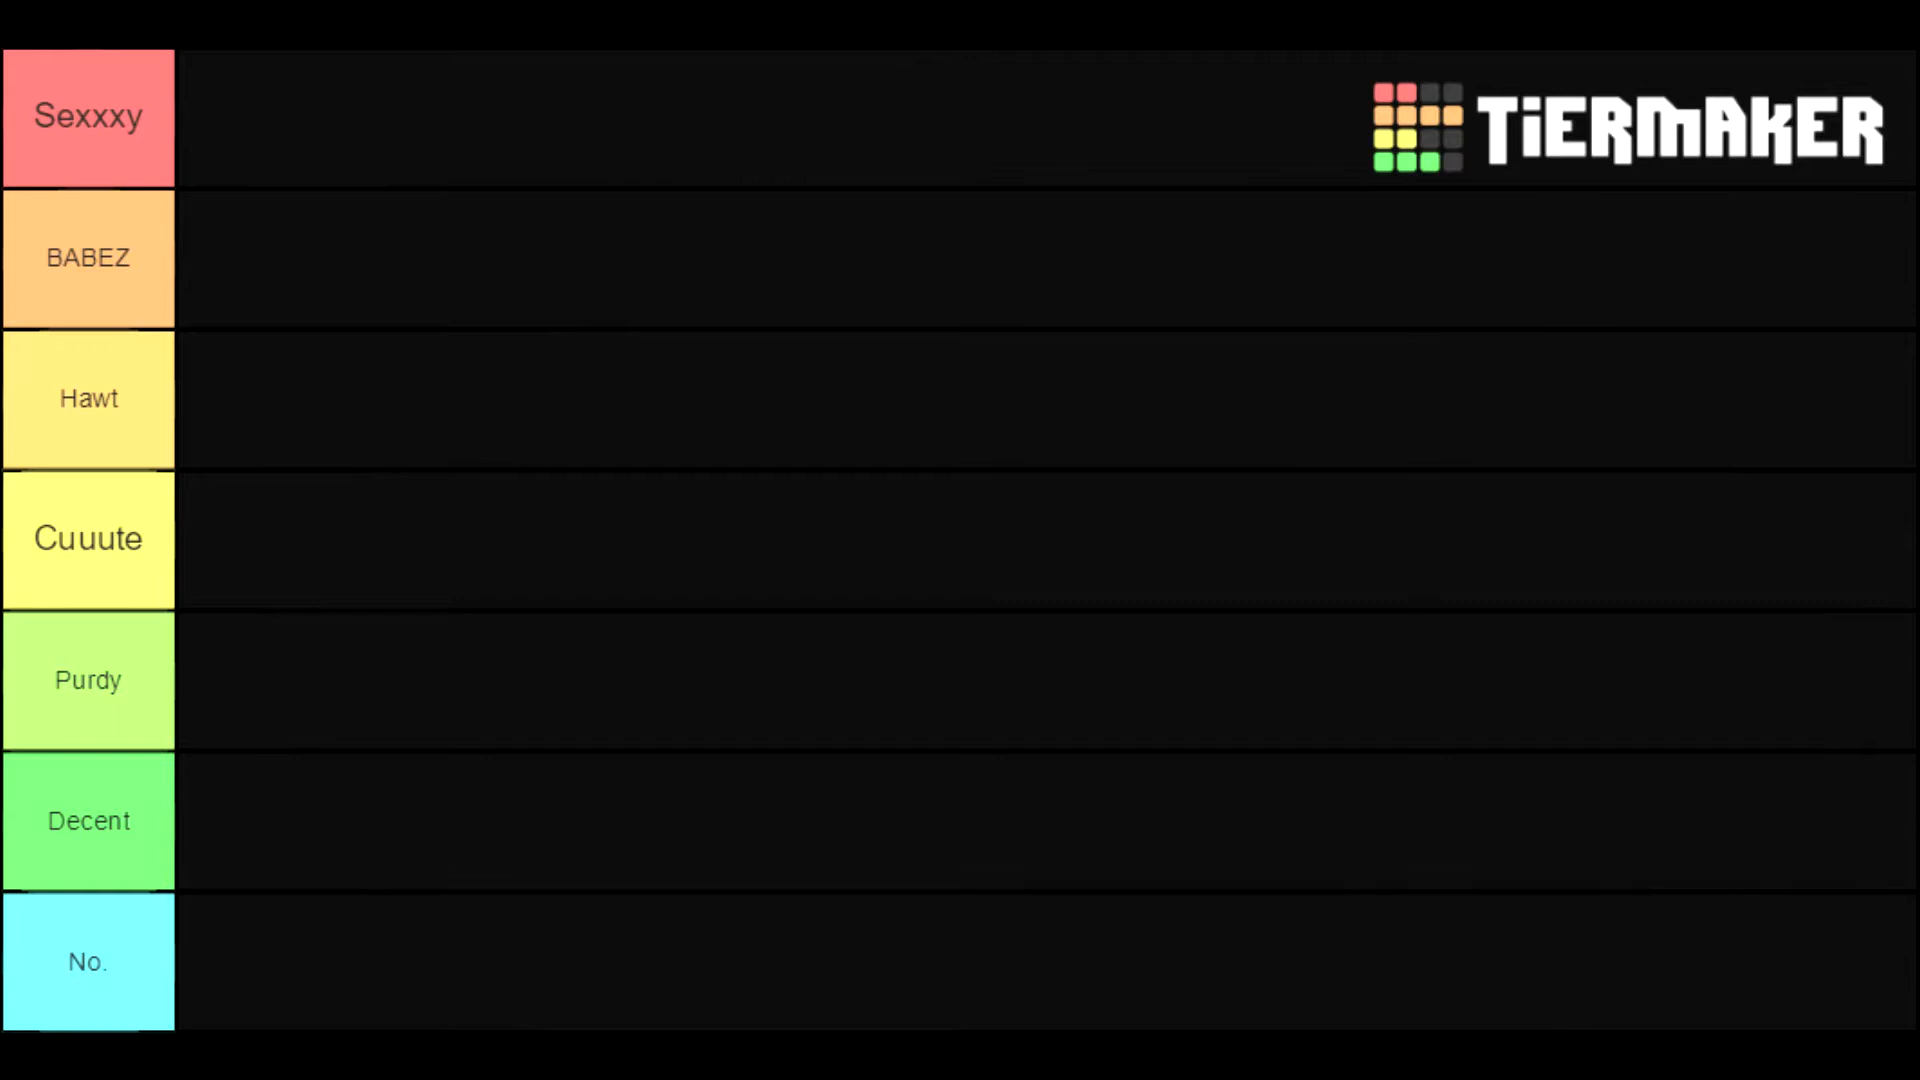 Sexxxy
TiERMAKER
BABEZ
Hawt
Cuuute
Purdy
Decent
No.